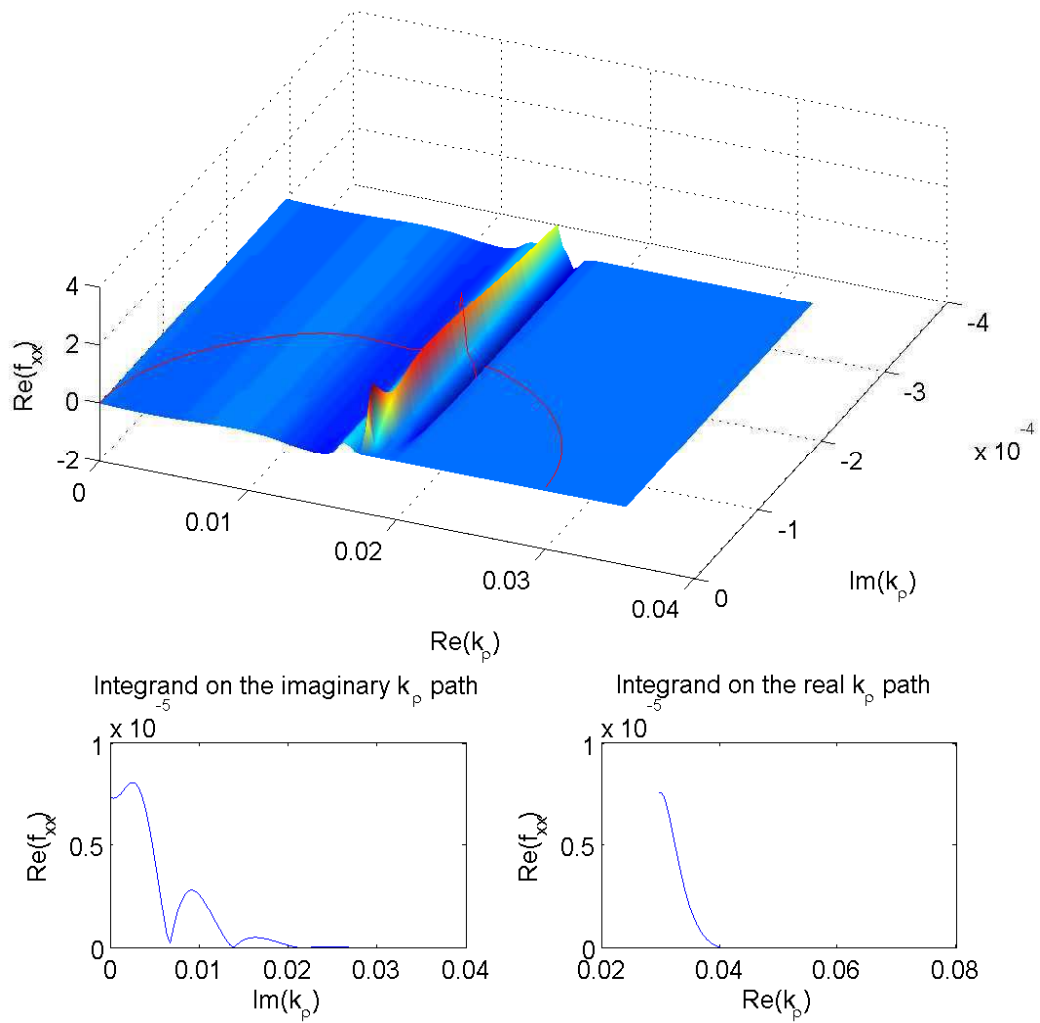 4
2
0
-2
Re(f_xx)
0
0.01
0.02
0.03
0.04
Re(k_ρ)
0
-1
-2
-3
-4
x 10^-4
Im(k_ρ)
Integrand on the imaginary k_ρ path
x 10^-5
1
0.5
0
Re(f_xx)
0 0.01 0.02 0.03 0.04
Im(k_ρ)
Integrand on the real k_ρ path
x 10^-5
1
0.5
0
Re(f_xx)
0.02 0.04 0.06 0.08
Re(k_ρ)